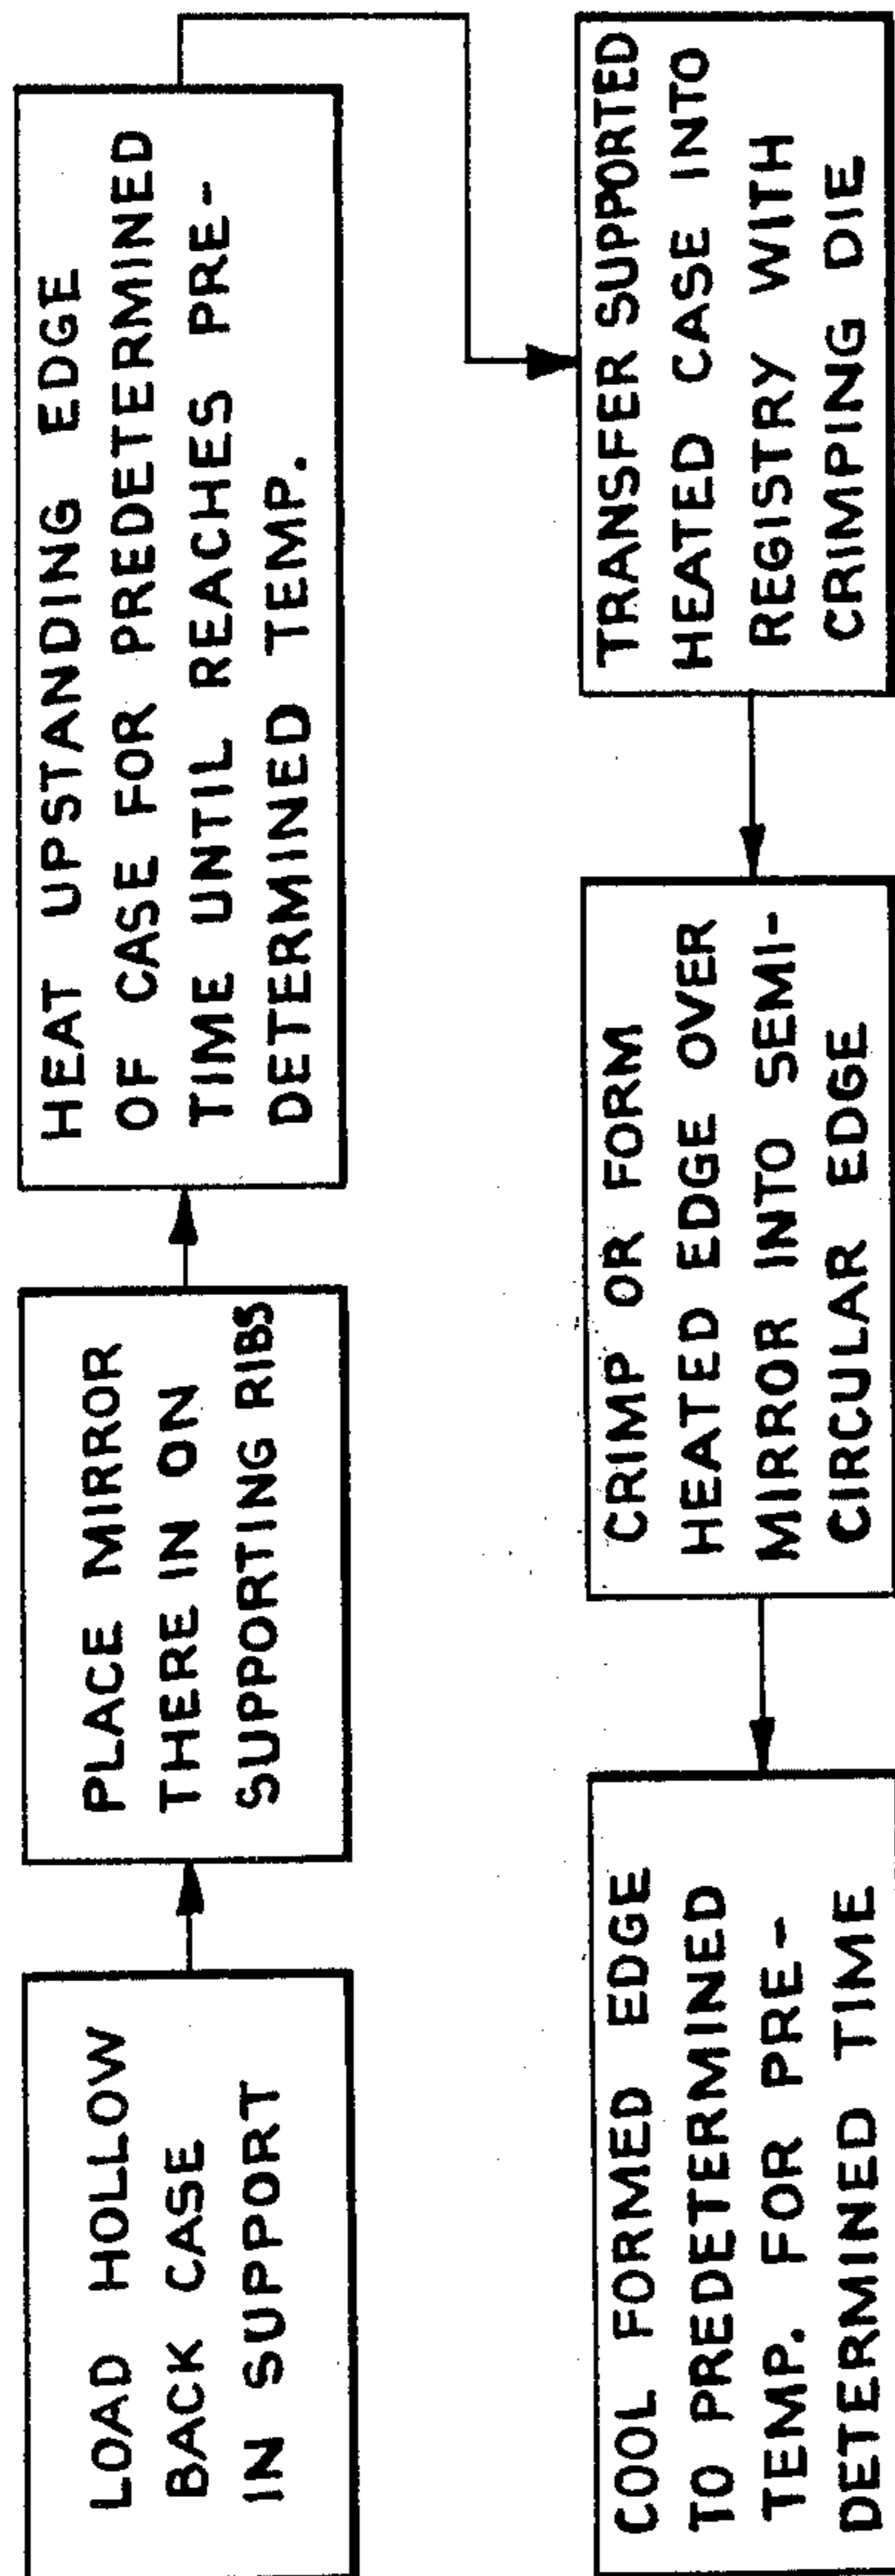 LOAD HOLLOW
BACK CASE
IN SUPPORT
PLACE MIRROR
THERE IN ON
SUPPORTING RIBS
HEAT UPSTANDING EDGE
OF CASE FOR PREDETERMINED
TIME UNTIL REACHES PRE-
DETERMINED TEMP.
TRANSFER SUPPORTED
HEATED CASE INTO
REGISTRY WITH
CRIMPING DIE
CRIMP OR FORM
HEATED EDGE OVER
MIRROR INTO SEMI-
CIRCULAR EDGE
COOL FORMED EDGE
TO PREDETERMINED
TEMP. FOR PRE-
DETERMINED TIME